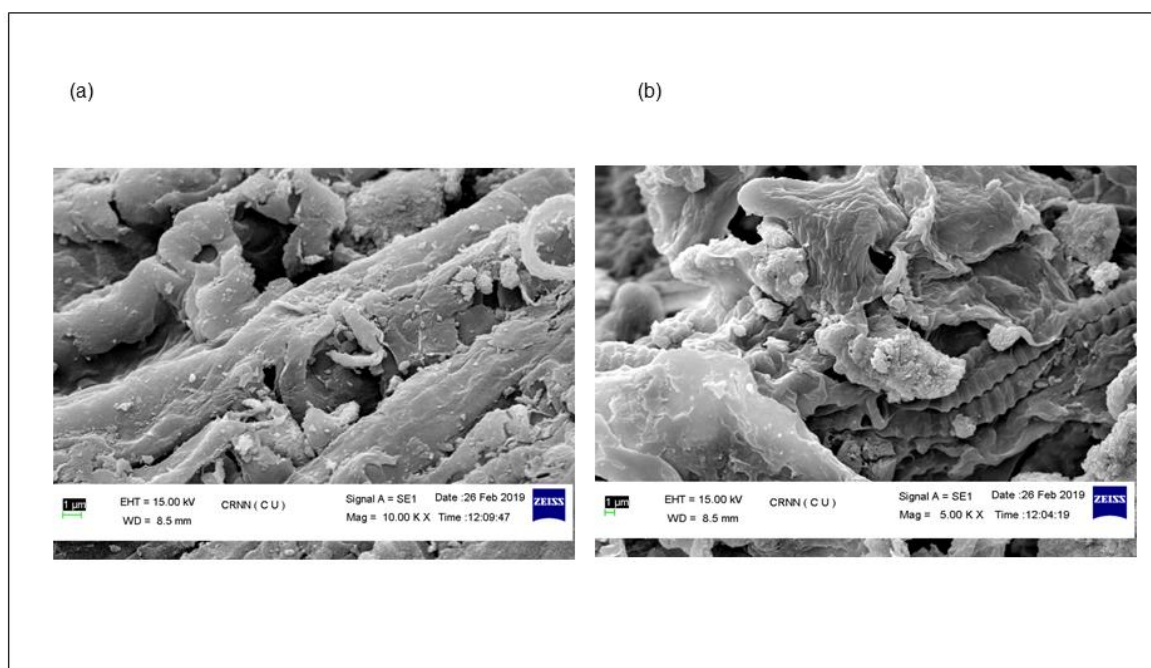 (a)
(b)
1 µm
EHT = 15.00 kV
WD = 8.5 mm
CRNN ( C U )
Signal A = SE1
Mag = 10.00 K X
Date :26 Feb 2019
Time :12:09:47
ZEISS
1 µm
EHT = 15.00 kV
WD = 8.5 mm
CRNN ( C U )
Signal A = SE1
Mag = 5.00 K X
Date :26 Feb 2019
Time :12:04:19
ZEISS